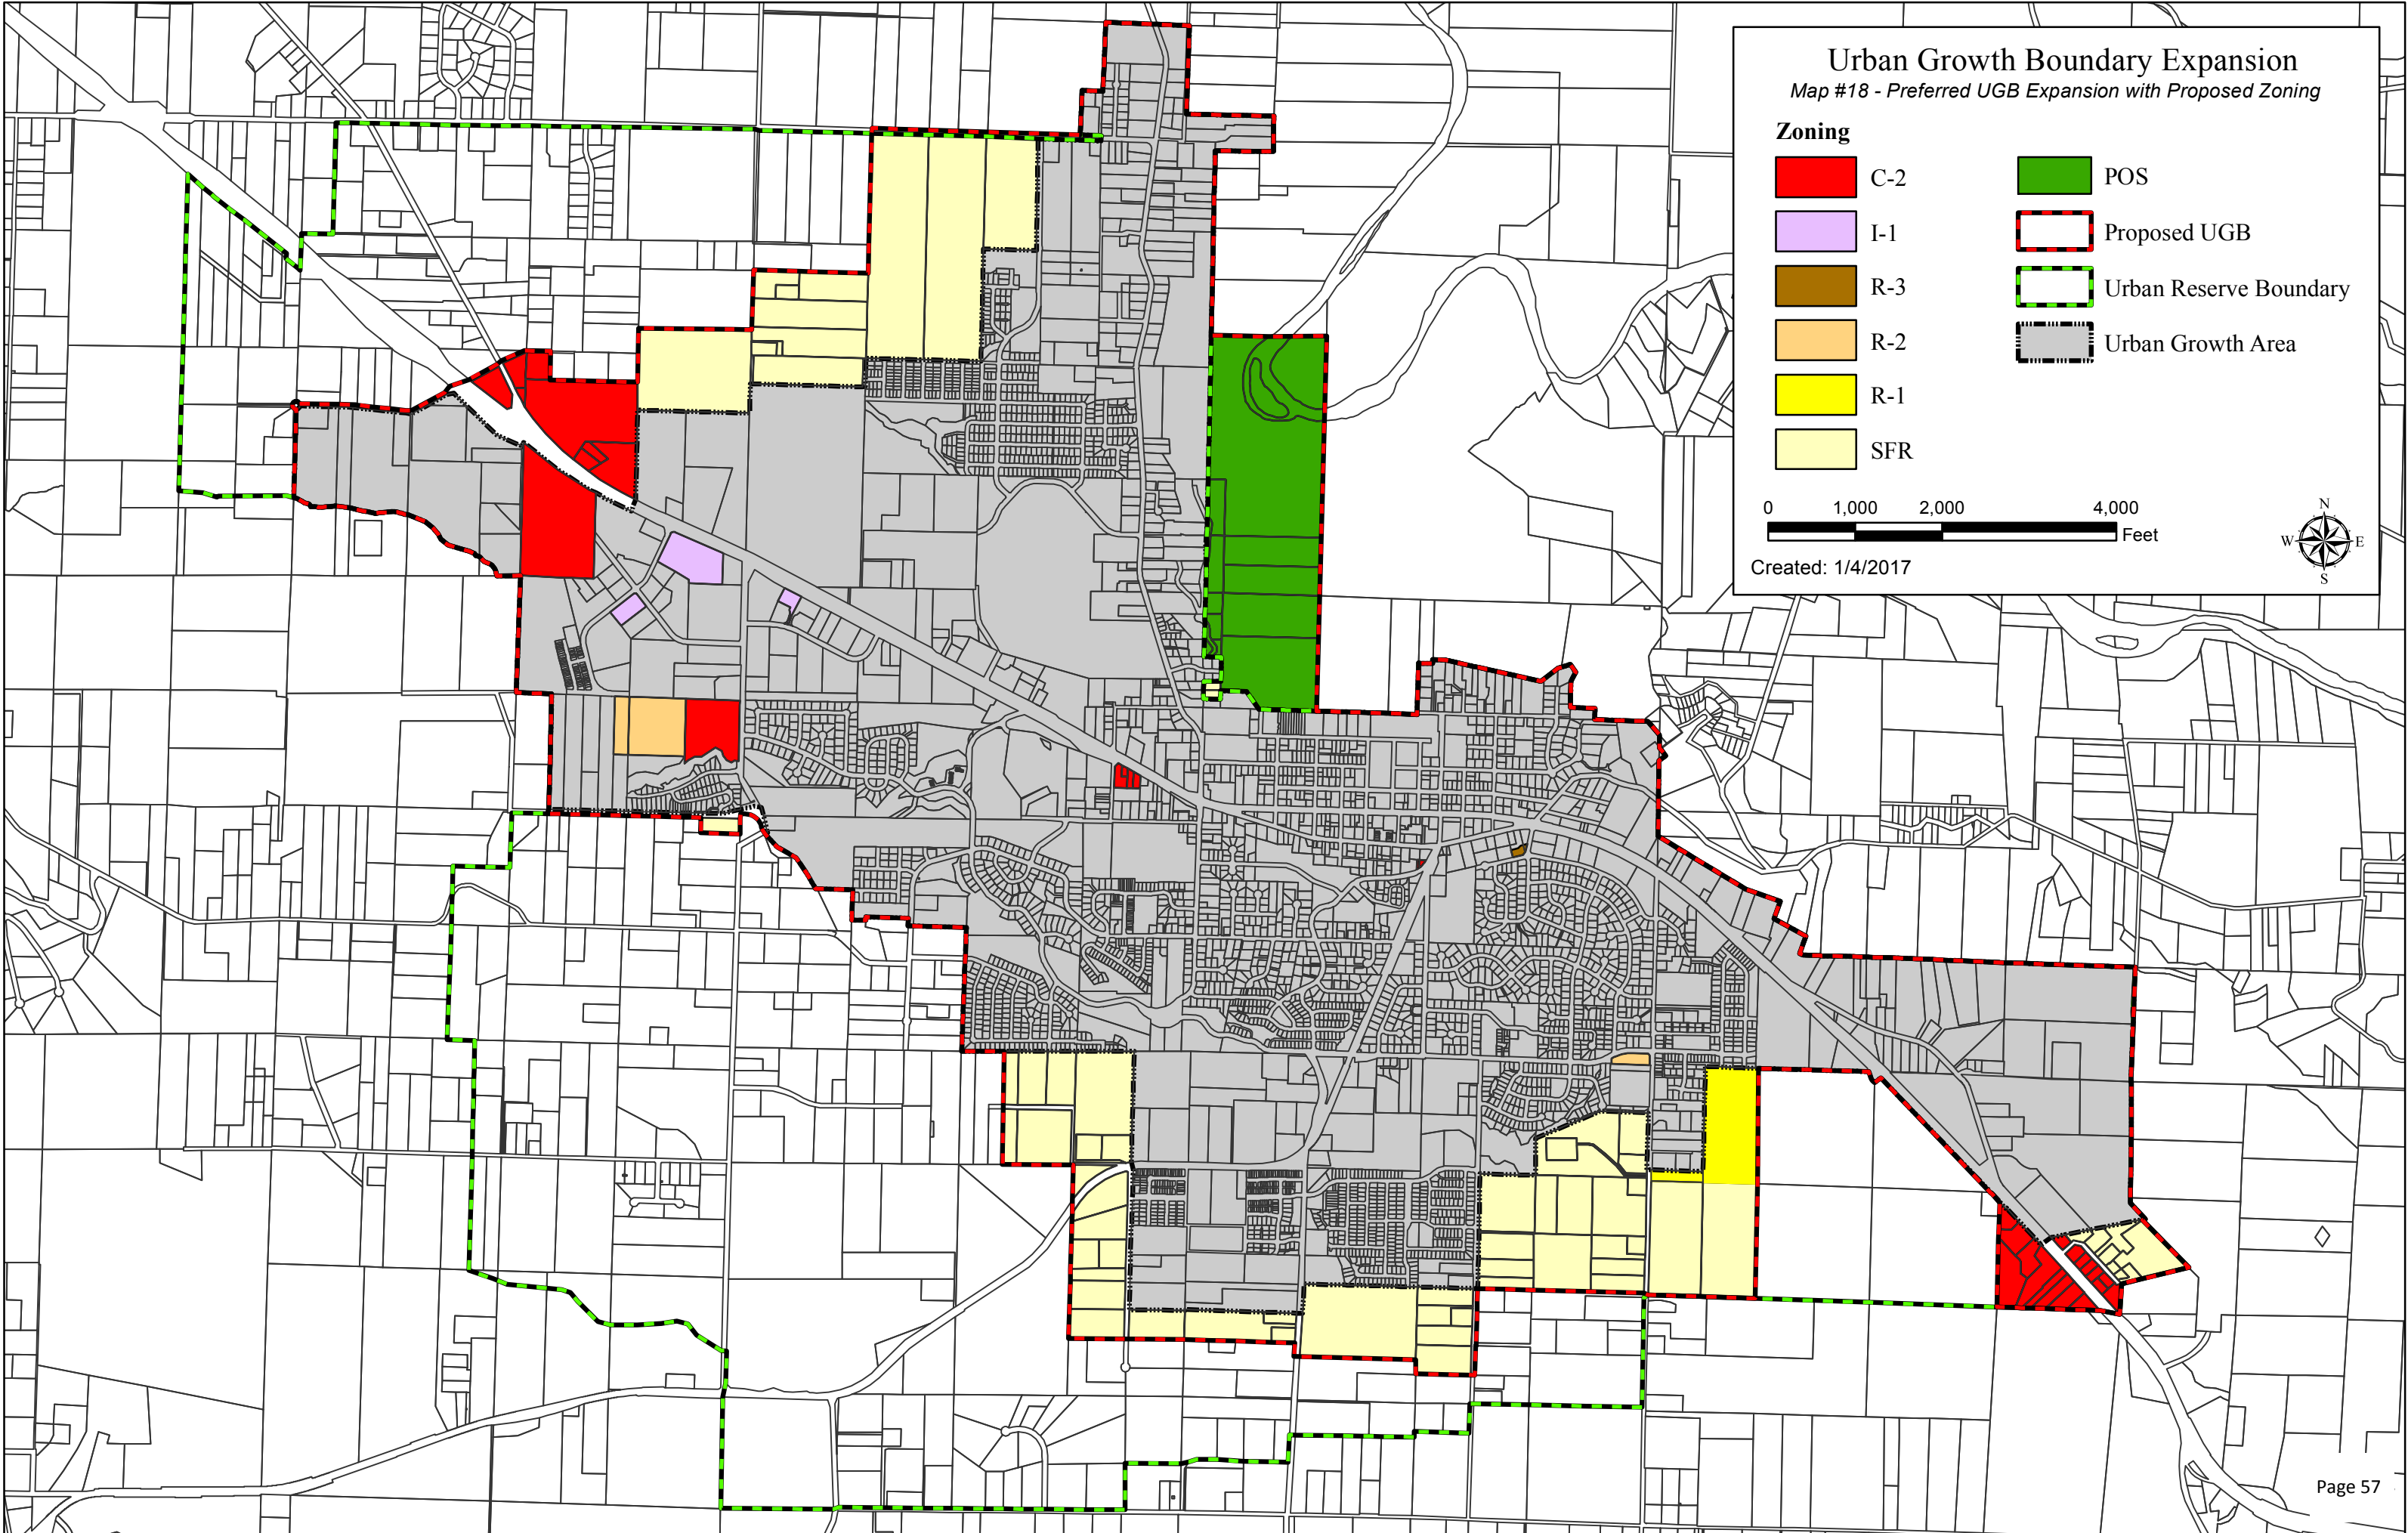 Urban Growth Boundary Expansion
Map #18 - Preferred UGB Expansion with Proposed Zoning
Zoning
C-2
I-1
R-3
R-2
R-1
SFR
POS
Proposed UGB
Urban Reserve Boundary
Urban Growth Area
0 1,000 2,000 4,000
Feet
Created: 1/4/2017
N
W E
S
Page 57